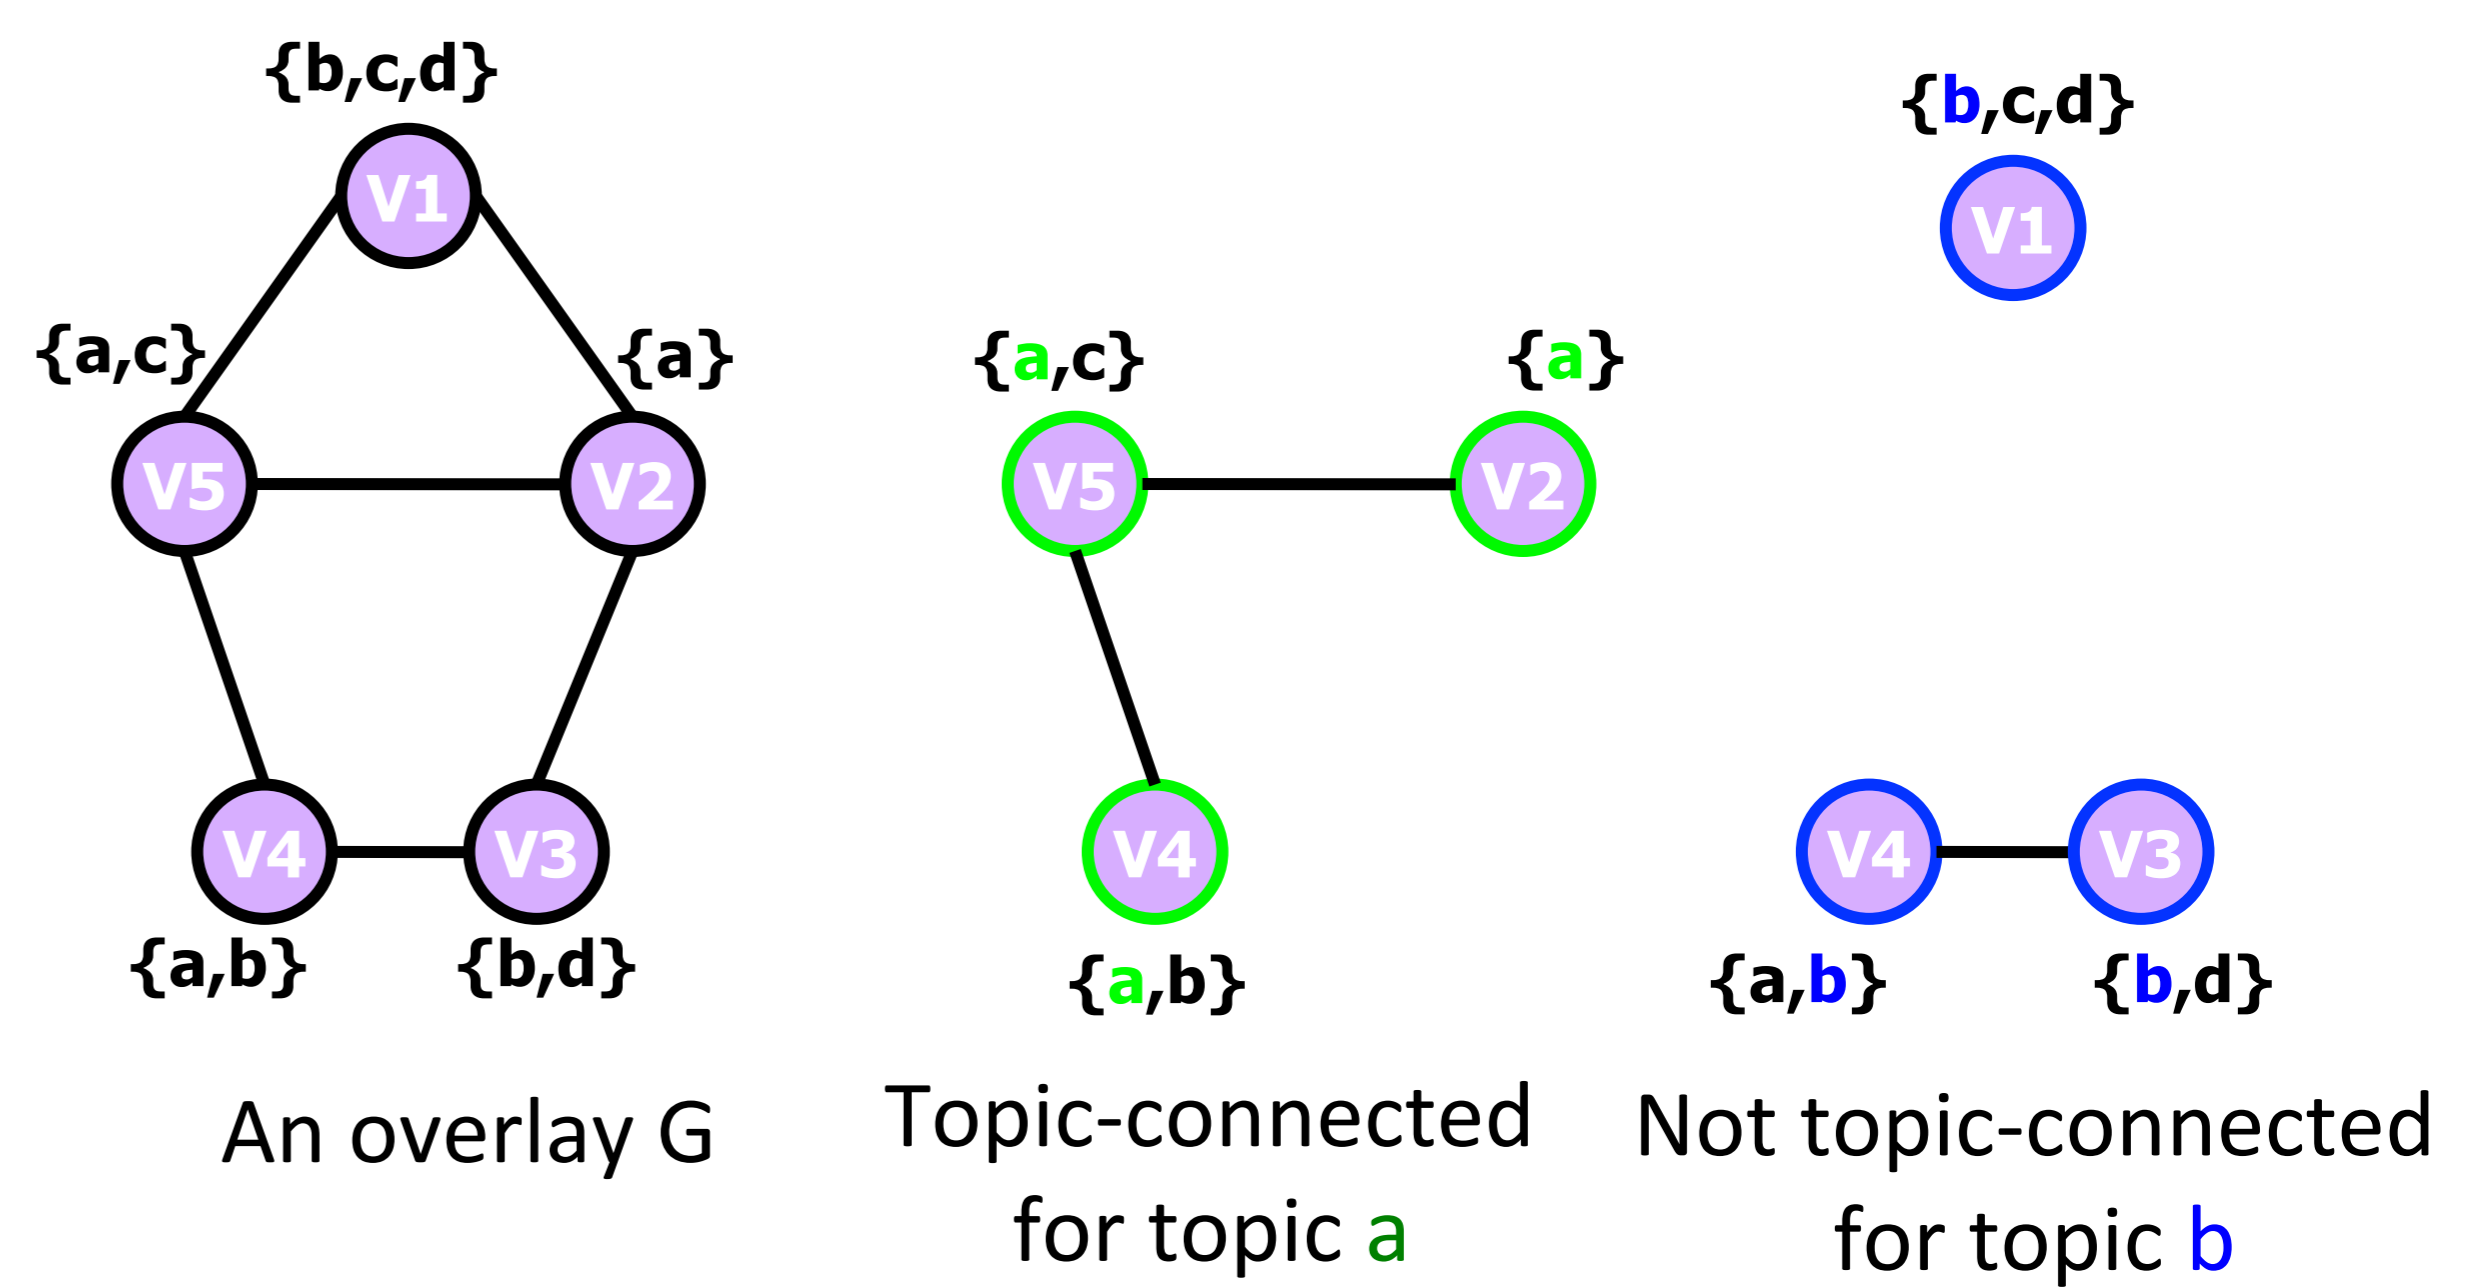 {b,c,d}
V1
{a,c}
{a}
V5
V2
V4
V3
{a,b}
{b,d}
An overlay G
{a,c}
{a}
V5
V2
V4
{a,b}
Topic-connected
for topic a
{b,c,d}
V1
V4
V3
{a,b}
{b,d}
Not topic-connected
for topic b